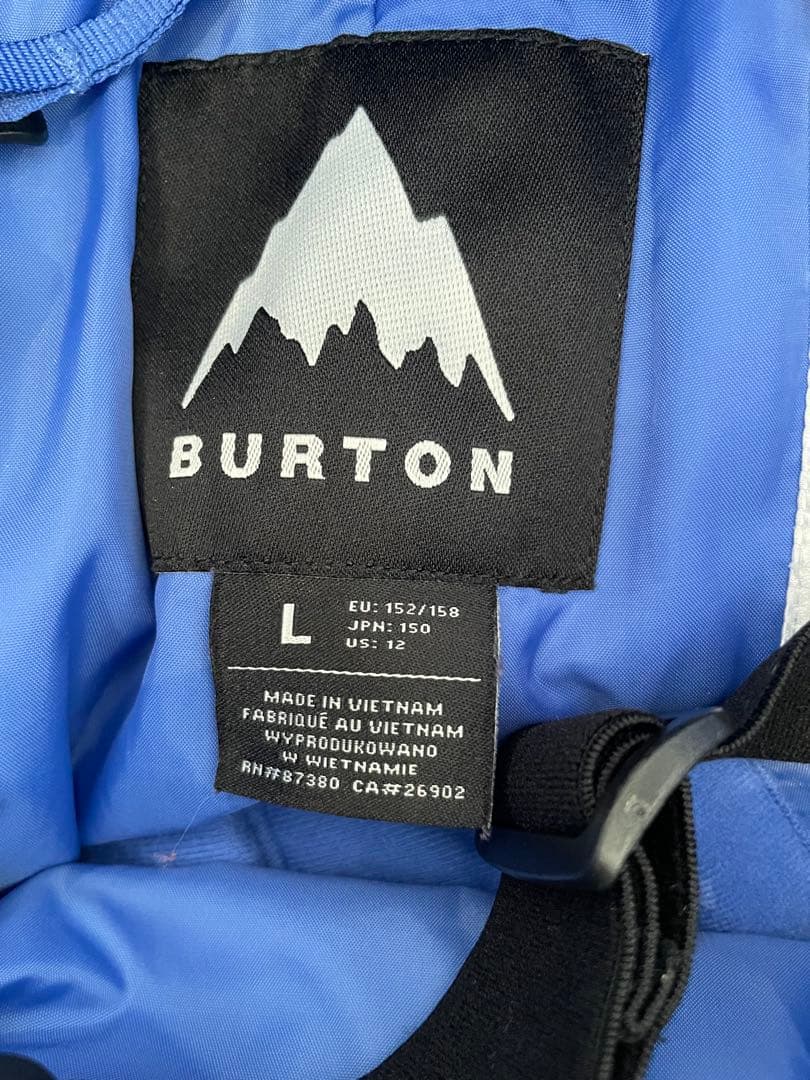 BURTON
L
EU: 152/158
JPN: 150
US: 12
MADE IN VIETNAM
FABRIQUÉ AU VIETNAM
WYPRODUKOWANO
W WIETNAMIE
RN#87380 CA#26902